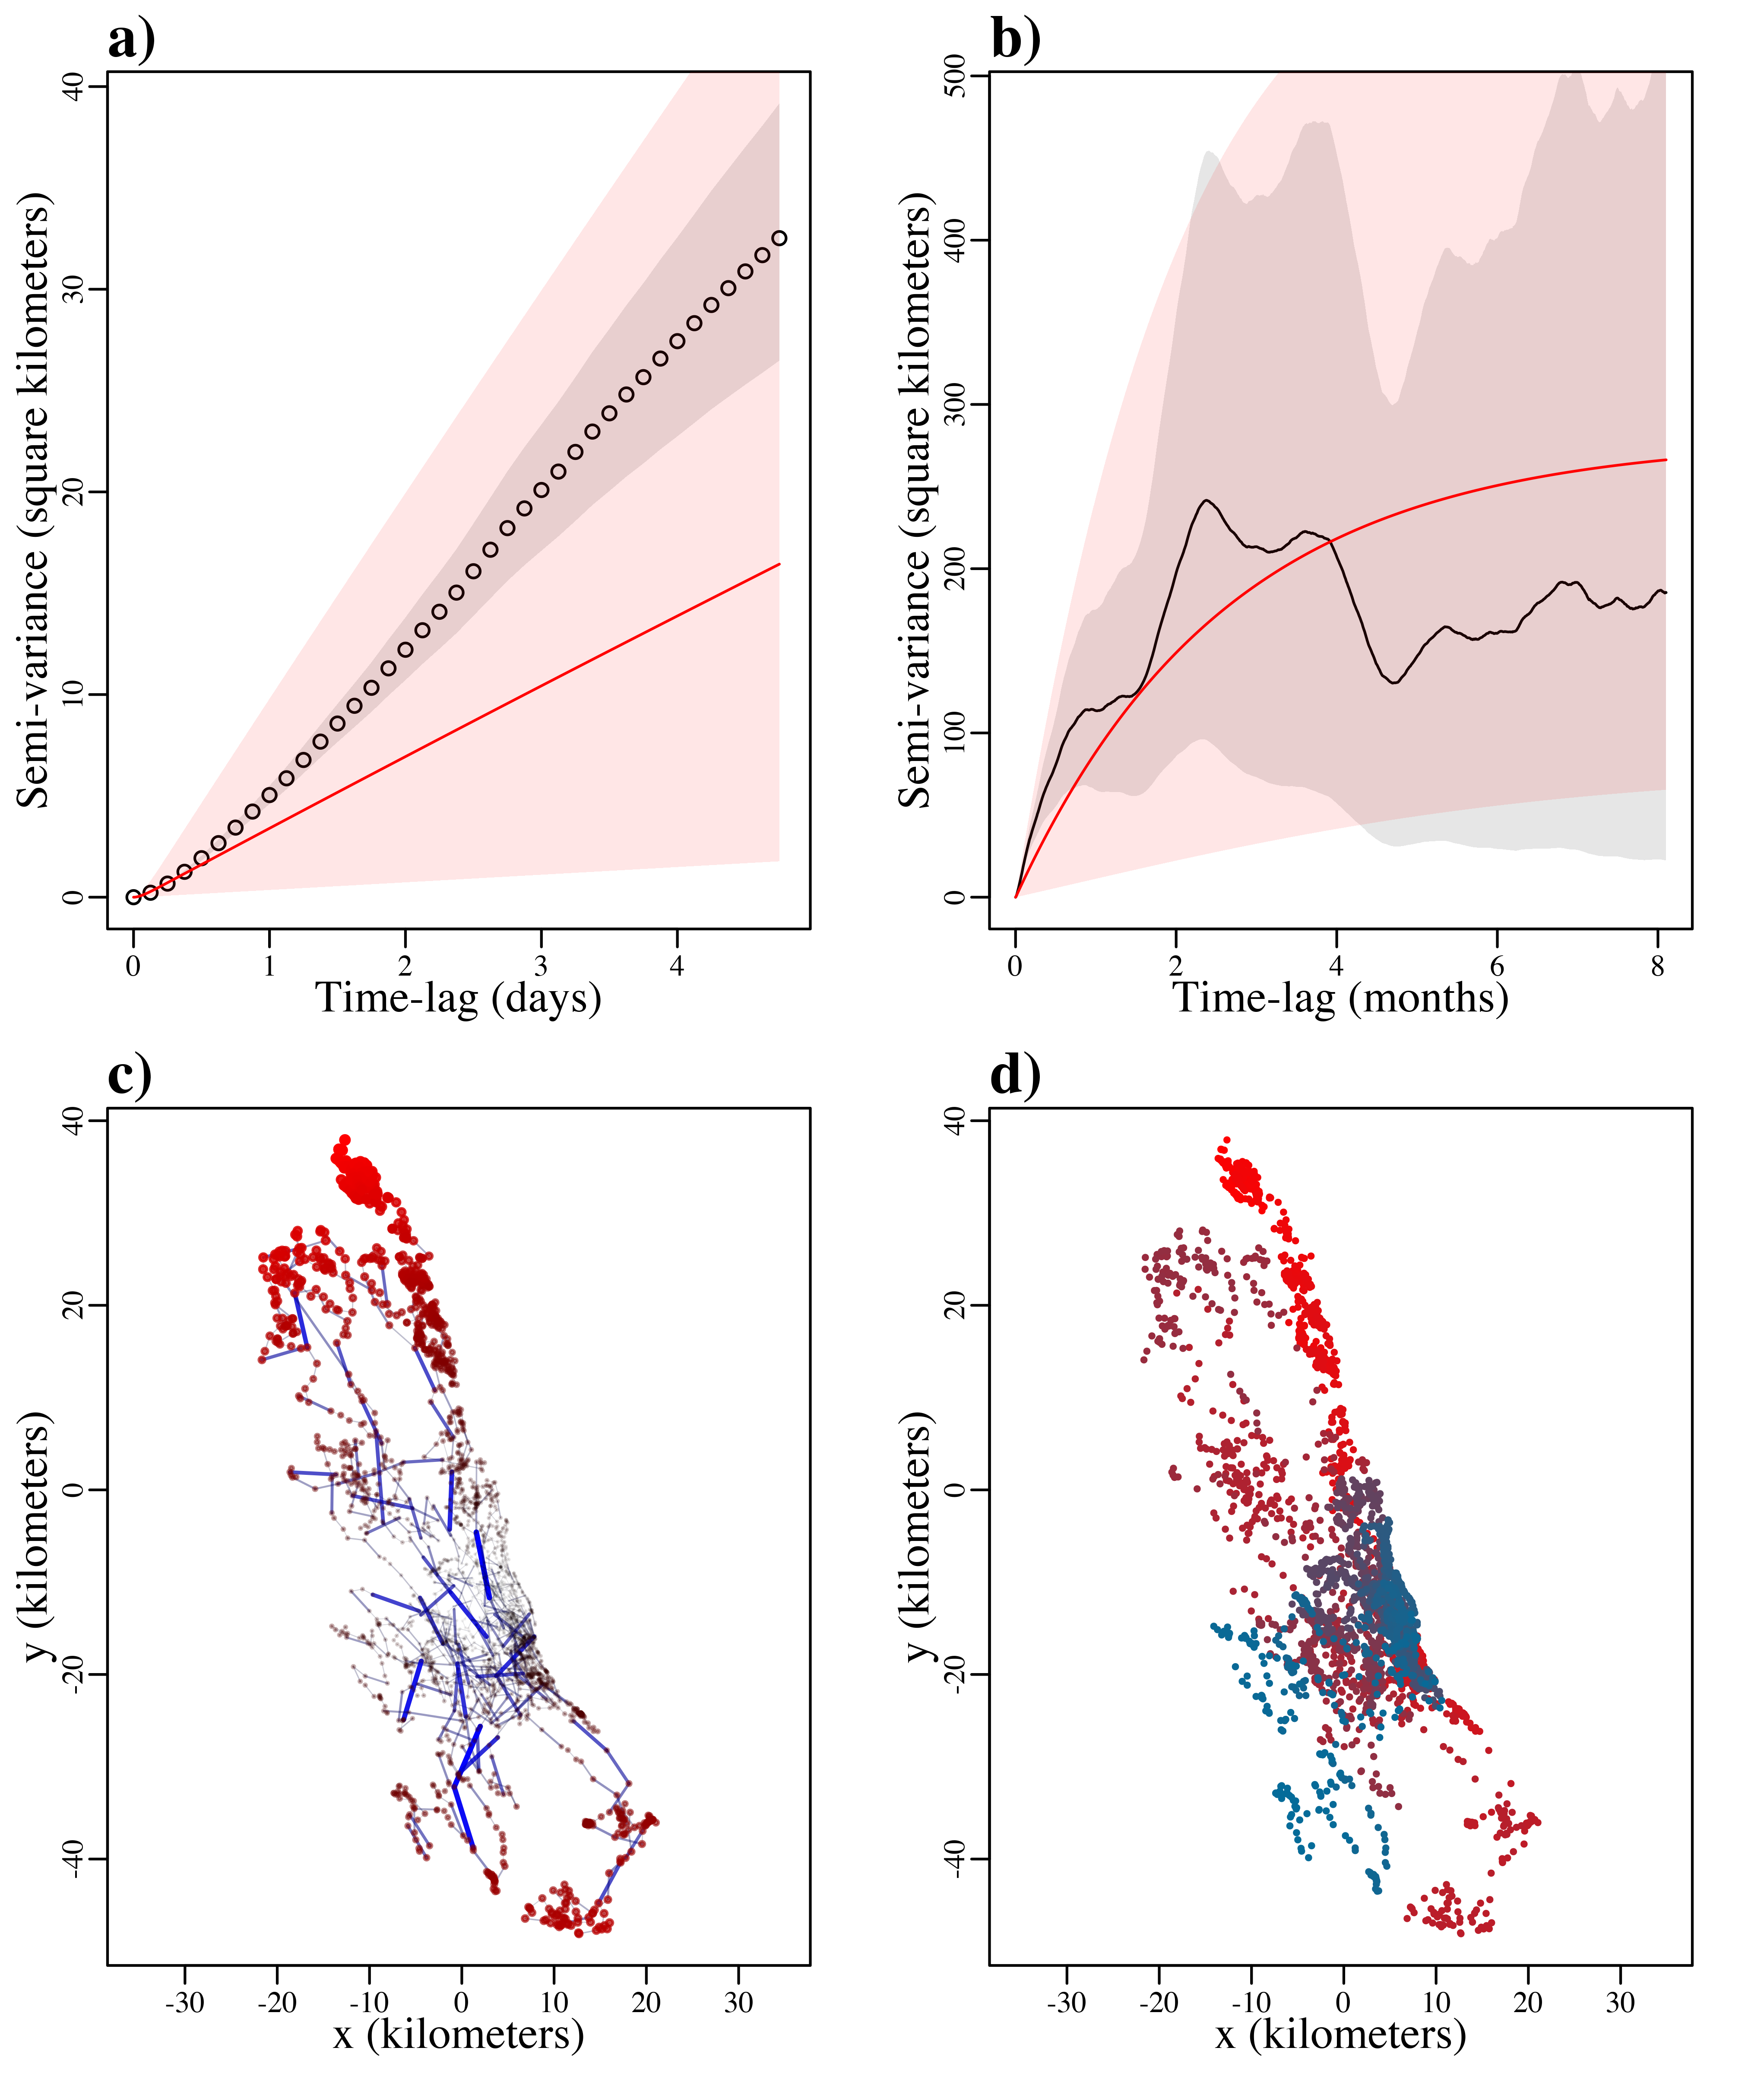 a)
Semi-variance (square kilometers)
40
30
20
10
0
0 1 2 3 4
Time-lag (days)
b)
Semi-variance (square kilometers)
500
400
300
200
100
0
0 2 4 6 8
Time-lag (months)
c)
y (kilometers)
40
20
0
-20
-40
-30 -20 -10 0 10 20 30
x (kilometers)
d)
y (kilometers)
40
20
0
-20
-40
-30 -20 -10 0 10 20 30
x (kilometers)